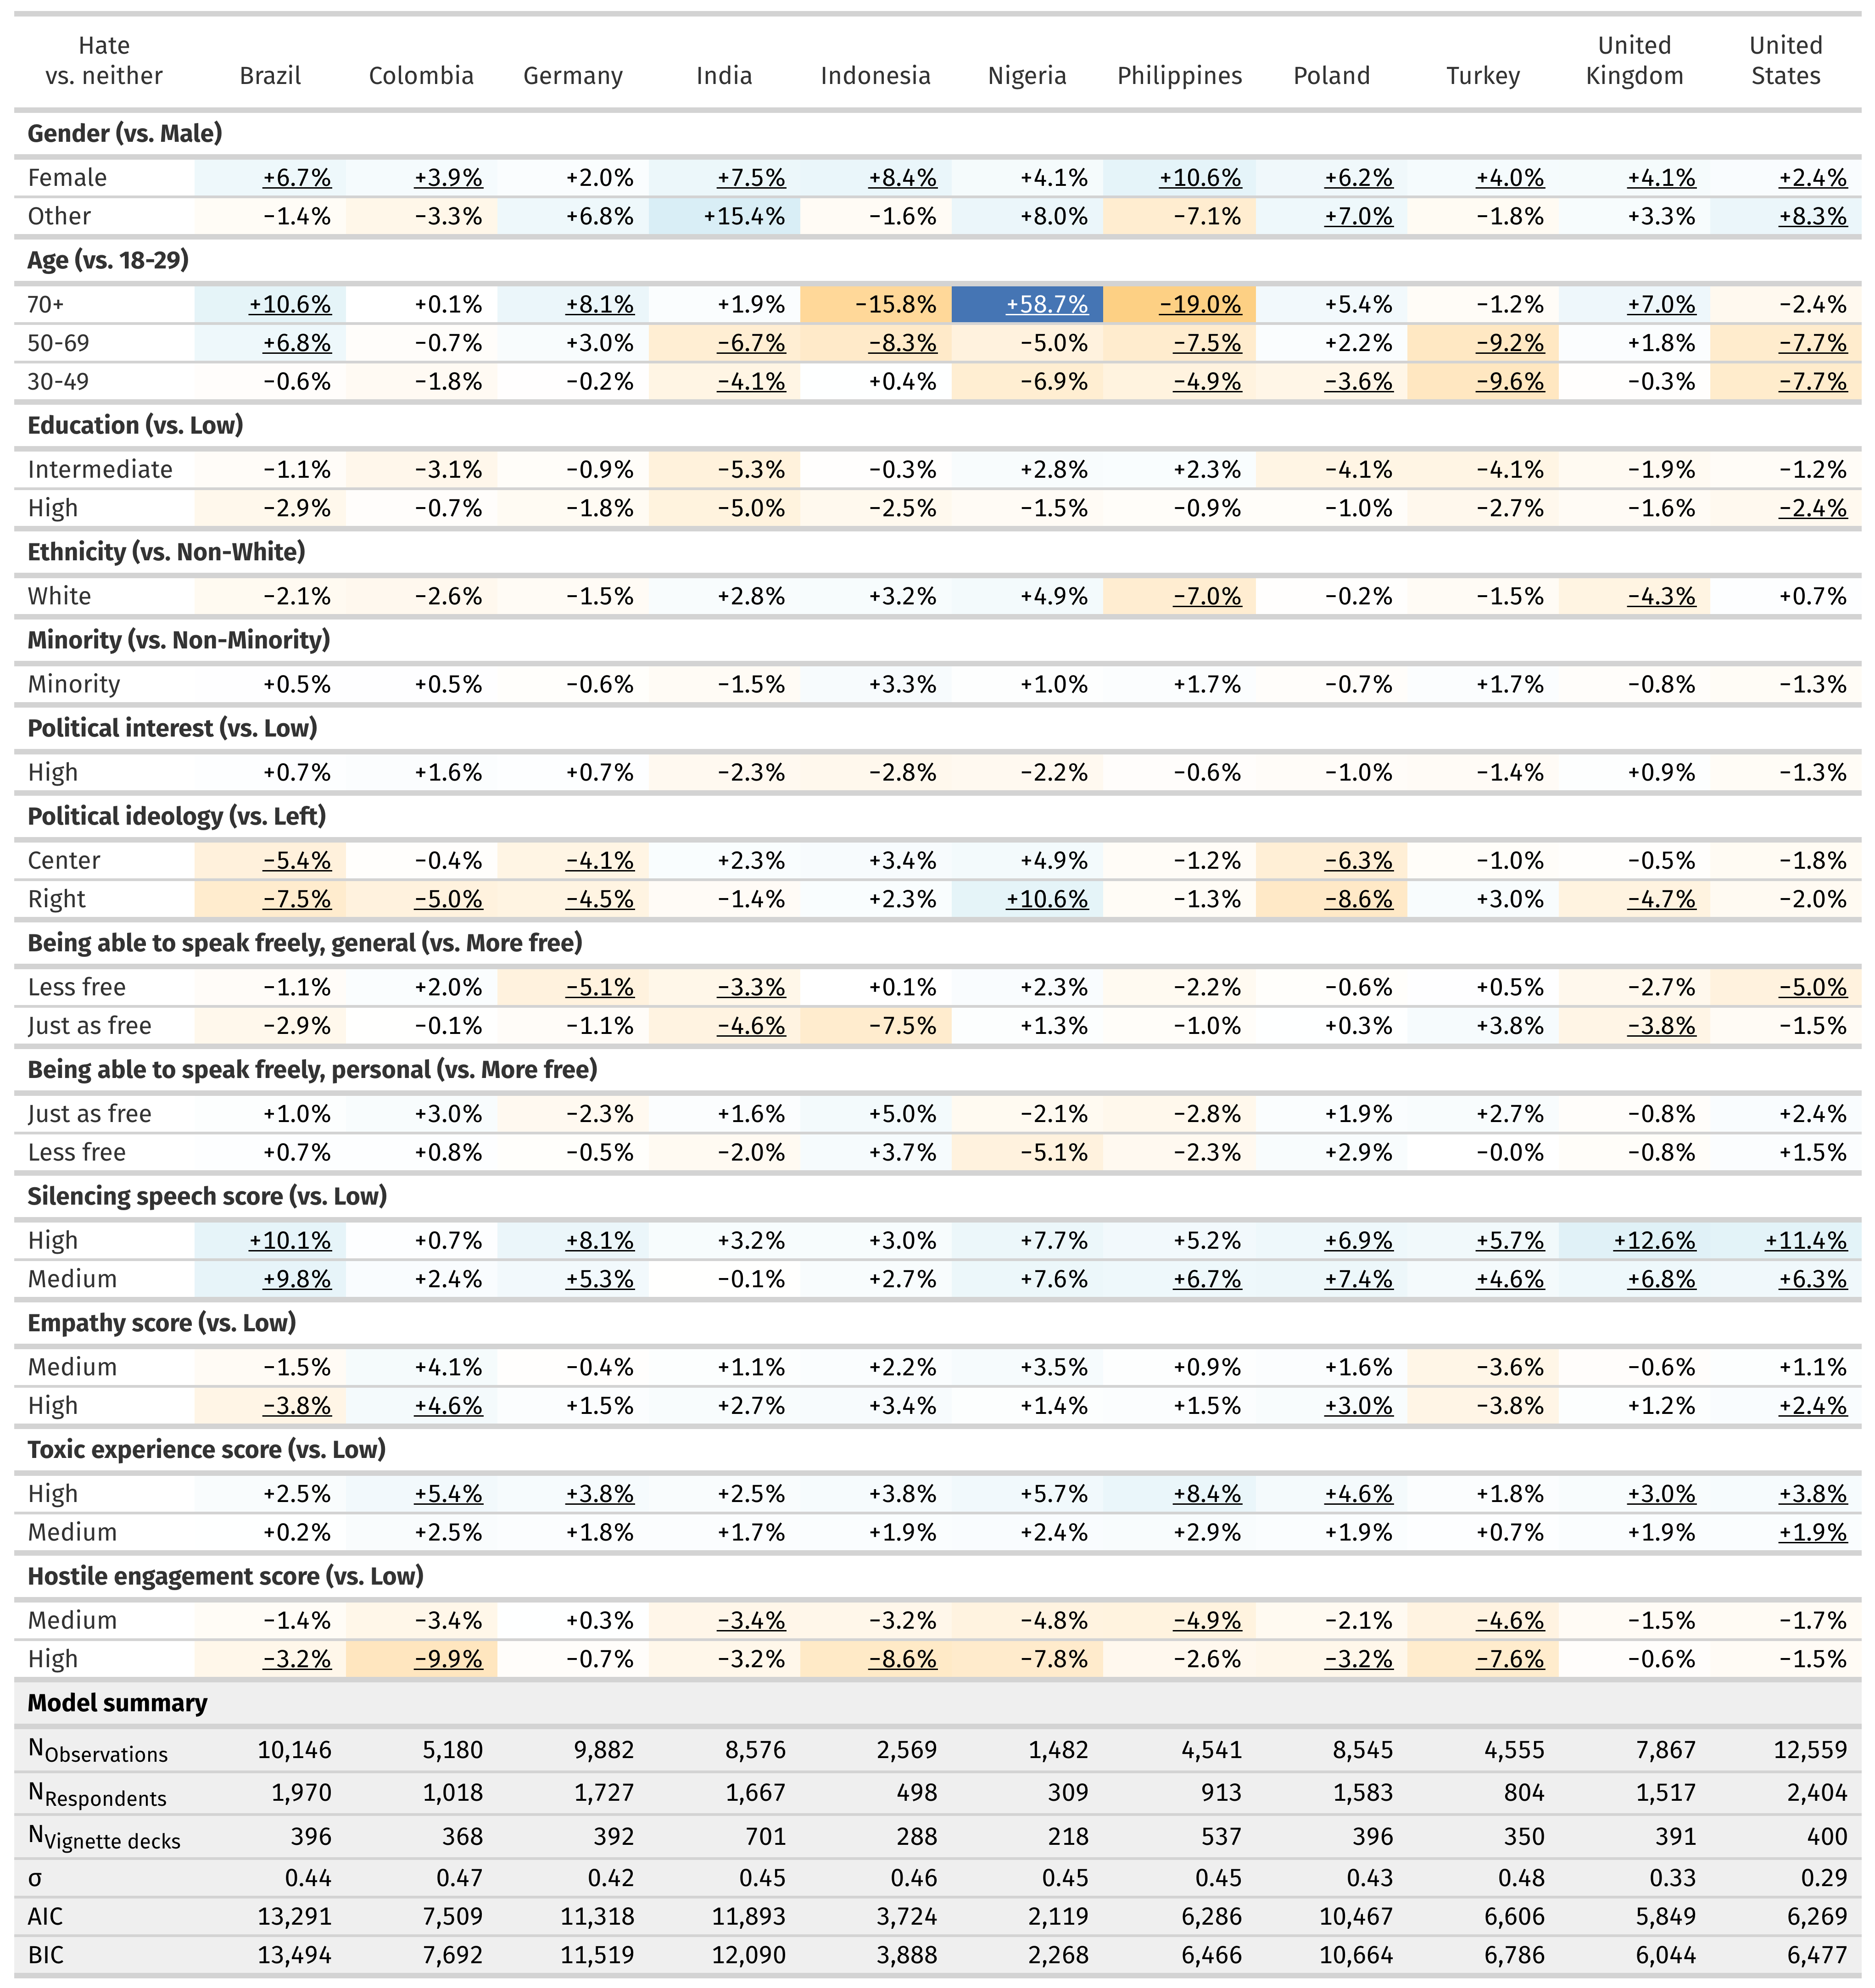 Hate vs. neither Brazil Colombia Germany India Indonesia Nigeria Philippines Poland Turkey United Kingdom United States
Gender (vs. Male)
Female +6.7% +3.9% +2.0% +7.5% +8.4% +4.1% +10.6% +6.2% +4.0% +4.1% +2.4%
Other −1.4% −3.3% +6.8% +15.4% −1.6% +8.0% −7.1% +7.0% −1.8% +3.3% +8.3%
Age (vs. 18-29)
70+ +10.6% +0.1% +8.1% +1.9% −15.8% +58.7% −19.0% +5.4% −1.2% +7.0% −2.4%
50-69 +6.8% −0.7% +3.0% −6.7% −8.3% −5.0% −7.5% +2.2% −9.2% +1.8% −7.7%
30-49 −0.6% −1.8% −0.2% −4.1% +0.4% −6.9% −4.9% −3.6% −9.6% −0.3% −7.7%
Education (vs. Low)
Intermediate −1.1% −3.1% −0.9% −5.3% −0.3% +2.8% +2.3% −4.1% −4.1% −1.9% −1.2%
High −2.9% −0.7% −1.8% −5.0% −2.5% −1.5% −0.9% −1.0% −2.7% −1.6% −2.4%
Ethnicity (vs. Non-White)
White −2.1% −2.6% −1.5% +2.8% +3.2% +4.9% −7.0% −0.2% −1.5% −4.3% +0.7%
Minority (vs. Non-Minority)
Minority +0.5% +0.5% −0.6% −1.5% +3.3% +1.0% +1.7% −0.7% +1.7% −0.8% −1.3%
Political interest (vs. Low)
High +0.7% +1.6% +0.7% −2.3% −2.8% −2.2% −0.6% −1.0% −1.4% +0.9% −1.3%
Political ideology (vs. Left)
Center −5.4% −0.4% −4.1% +2.3% +3.4% +4.9% −1.2% −6.3% −1.0% −0.5% −1.8%
Right −7.5% −5.0% −4.5% −1.4% +2.3% +10.6% −1.3% −8.6% +3.0% −4.7% −2.0%
Being able to speak freely, general (vs. More free)
Less free −1.1% +2.0% −5.1% −3.3% +0.1% +2.3% −2.2% −0.6% +0.5% −2.7% −5.0%
Just as free −2.9% −0.1% −1.1% −4.6% −7.5% +1.3% −1.0% +0.3% +3.8% −3.8% −1.5%
Being able to speak freely, personal (vs. More free)
Just as free +1.0% +3.0% −2.3% +1.6% +5.0% −2.1% −2.8% +1.9% +2.7% −0.8% +2.4%
Less free +0.7% +0.8% −0.5% −2.0% +3.7% −5.1% −2.3% +2.9% −0.0% −0.8% +1.5%
Silencing speech score (vs. Low)
High +10.1% +0.7% +8.1% +3.2% +3.0% +7.7% +5.2% +6.9% +5.7% +12.6% +11.4%
Medium +9.8% +2.4% +5.3% −0.1% +2.7% +7.6% +6.7% +7.4% +4.6% +6.8% +6.3%
Empathy score (vs. Low)
Medium −1.5% +4.1% −0.4% +1.1% +2.2% +3.5% +0.9% +1.6% −3.6% −0.6% +1.1%
High −3.8% +4.6% +1.5% +2.7% +3.4% +1.4% +1.5% +3.0% −3.8% +1.2% +2.4%
Toxic experience score (vs. Low)
High +2.5% +5.4% +3.8% +2.5% +3.8% +5.7% +8.4% +4.6% +1.8% +3.0% +3.8%
Medium +0.2% +2.5% +1.8% +1.7% +1.9% +2.4% +2.9% +1.9% +0.7% +1.9% +1.9%
Hostile engagement score (vs. Low)
Medium −1.4% −3.4% +0.3% −3.4% −3.2% −4.8% −4.9% −2.1% −4.6% −1.5% −1.7%
High −3.2% −9.9% −0.7% −3.2% −8.6% −7.8% −2.6% −3.2% −7.6% −0.6% −1.5%
Model summary
NObservations 10,146 5,180 9,882 8,576 2,569 1,482 4,541 8,545 4,555 7,867 12,559
NRespondents 1,970 1,018 1,727 1,667 498 309 913 1,583 804 1,517 2,404
NVignette decks 396 368 392 701 288 218 537 396 350 391 400
σ 0.44 0.47 0.42 0.45 0.46 0.45 0.45 0.43 0.48 0.33 0.29
AIC 13,291 7,509 11,318 11,893 3,724 2,119 6,286 10,467 6,606 5,849 6,269
BIC 13,494 7,692 11,519 12,090 3,888 2,268 6,466 10,664 6,786 6,044 6,477